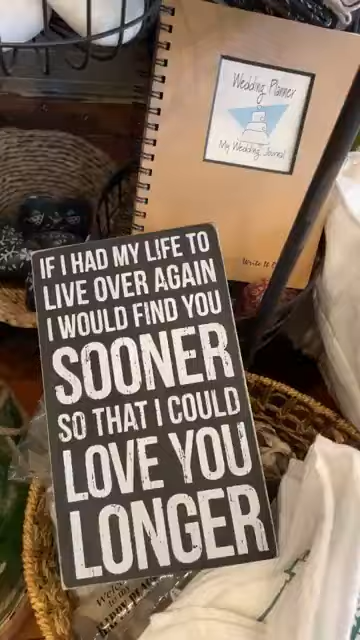 Wedding Planner
My Wedding Journal
IF I HAD MY LIFE TO
LIVE OVER AGAIN
I WOULD FIND YOU
SOONER
SO THAT I COULD
LOVE YOU
LONGER